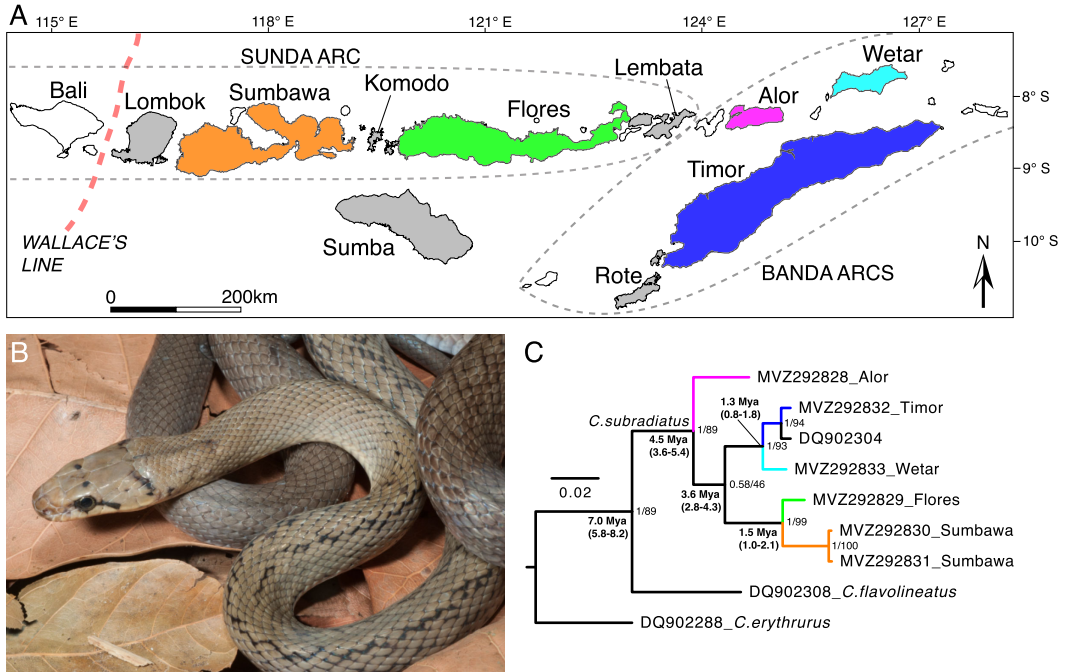 A
115° E 118° E 121° E 124° E 127° E
SUNDA ARC
Wetar
Lembata
Komodo
Bali
Sumbawa
Lombok
Flores
Alor
8° S
Timor
9° S
WALLACE'S
LINE
Sumba
10° S
N
Rote
BANDA ARCS
0 200km
B
C
MVZ292828_Alor
1.3 Mya
(0.8-1.8)
MVZ292832_Timor
C.subradiatus
1/89
1/94
4.5 Mya
(3.6-5.4)
DQ902304
1/93
MVZ292833_Wetar
0.02
0.58/46
3.6 Mya
(2.8-4.3)
MVZ292829_Flores
7.0 Mya
(5.8-8.2)
1/89
1/99
1.5 Mya
(1.0-2.1)
MVZ292830_Sumbawa
1/100
MVZ292831_Sumbawa
DQ902308_C.flavolineatus
DQ902288_C.erythrurus